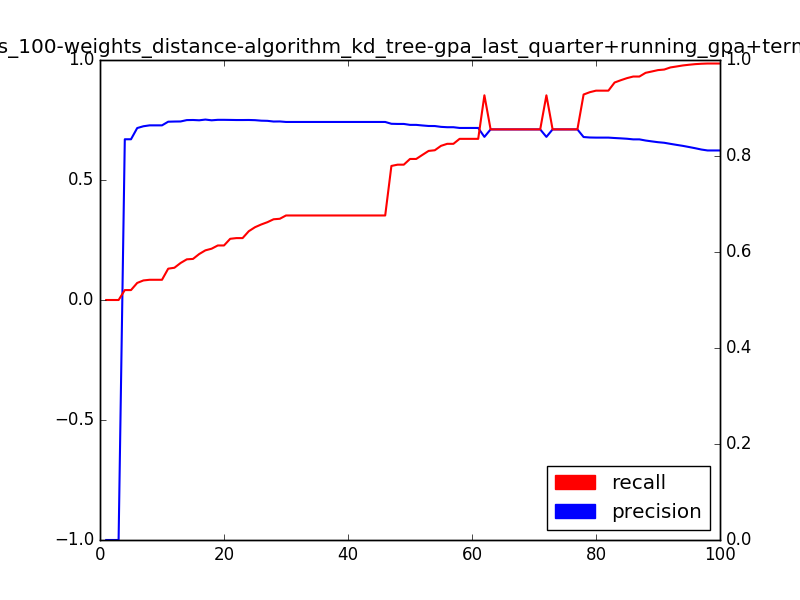 s_100-weights_distance-algorithm_kd_tree-gpa_last_quarter+running_gpa+tern
1.0
0.5
0.0
−0.5
−1.0
1.0
0.8
0.6
0.4
0.2
0.0
recall
precision
0 20 40 60 80 100